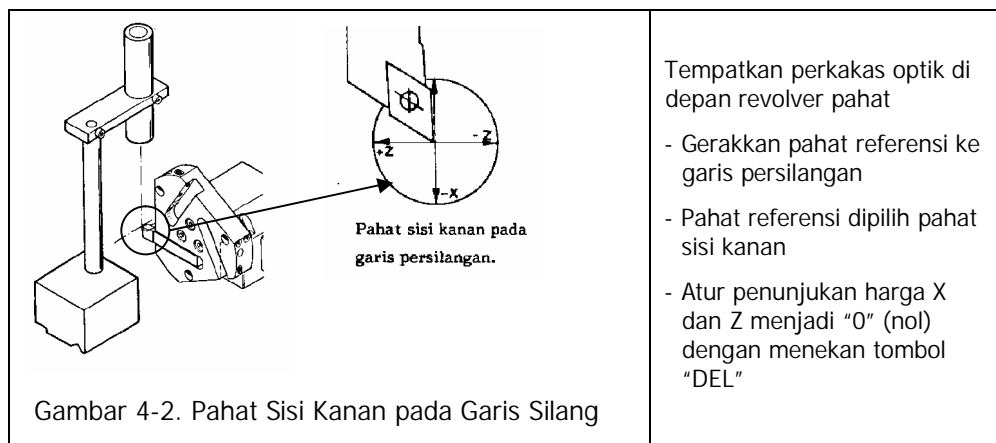 - Z
+Z
-X
Pahat sisi kanan pada
garis persilangan.
Gambar 4-2. Pahat Sisi Kanan pada Garis Silang
Tempatkan perkakas optik di
depan revolver pahat
- Gerakkan pahat referensi ke
garis persilangan
- Pahat referensi dipilih pahat
sisi kanan
- Atur penunjukan harga X
dan Z menjadi “0” (nol)
dengan menekan tombol
“DEL”